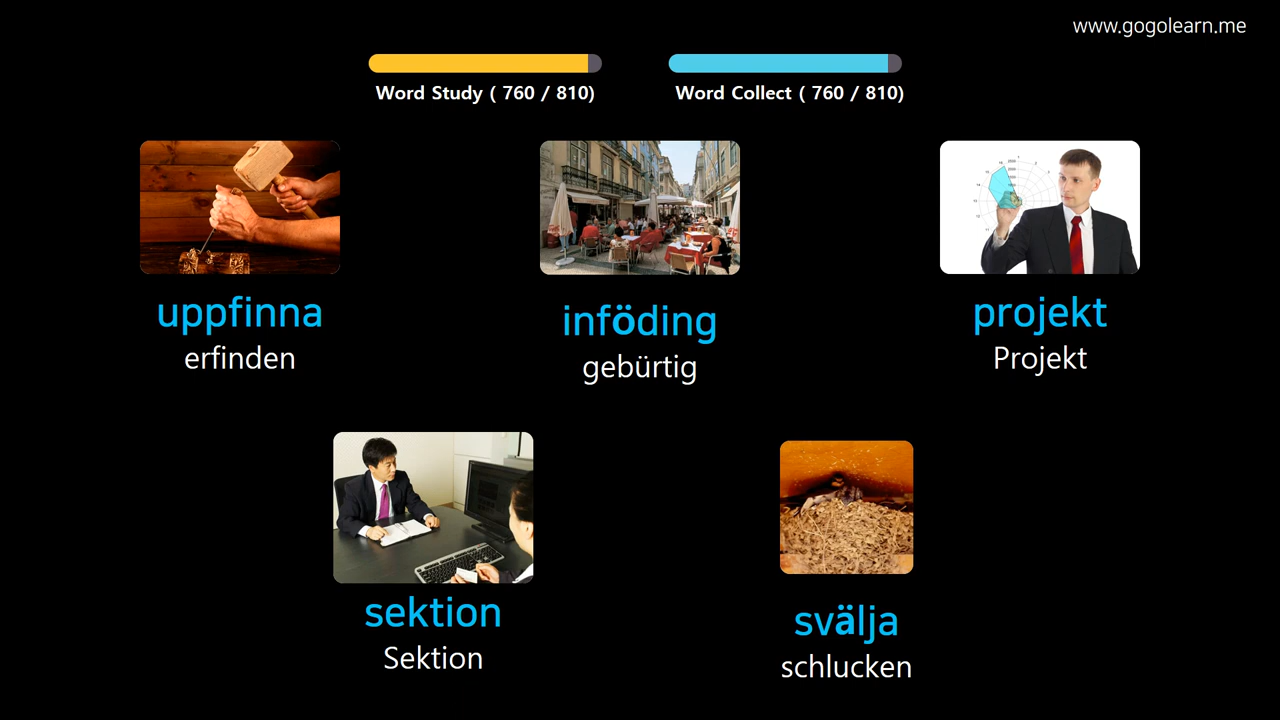 www.gogolearn.me
Word Study ( 760 / 810)
Word Collect ( 760 / 810)
uppfinna
erfinden
inföding
gebürtig
projekt
Projekt
sektion
Sektion
svälja
schlucken